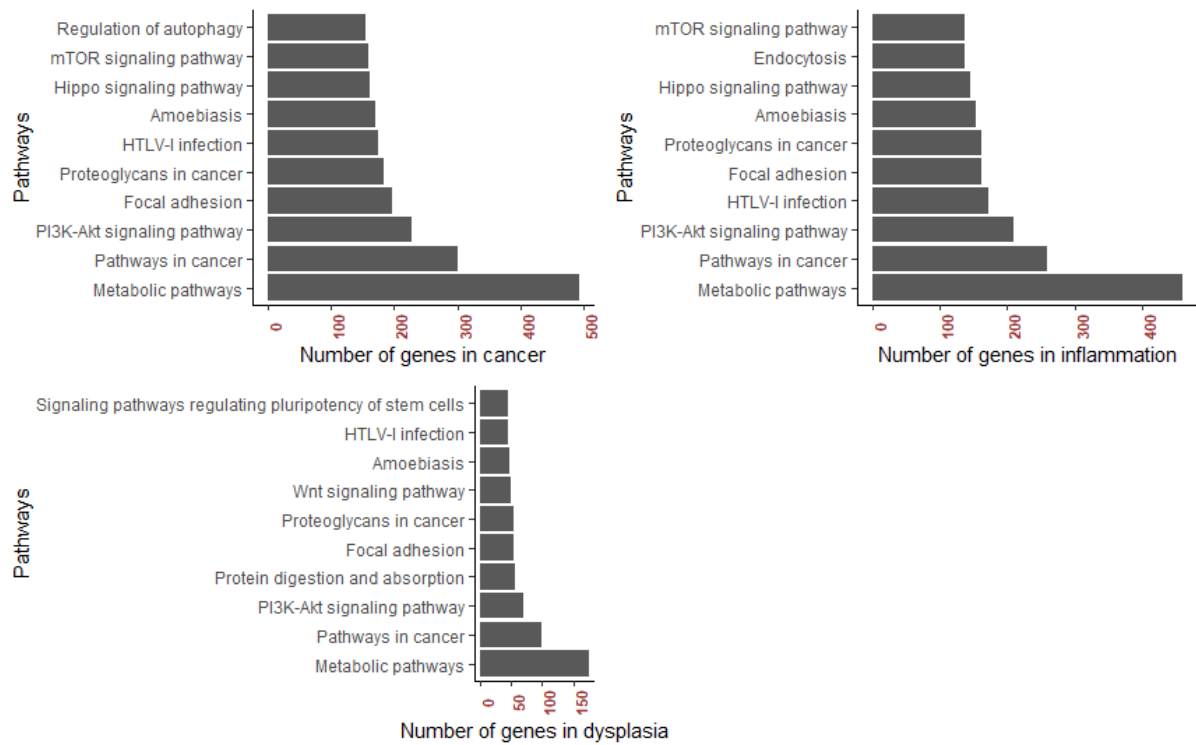 Pathways
Regulation of autophagy
mTOR signaling pathway
Hippo signaling pathway
Amoebiasis
HTLV-I infection
Proteoglycans in cancer
Focal adhesion
PI3K-Akt signaling pathway
Pathways in cancer
Metabolic pathways
0 100 200 300 400 500
Number of genes in cancer
Pathways
mTOR signaling pathway
Endocytosis
Hippo signaling pathway
Amoebiasis
Proteoglycans in cancer
Focal adhesion
HTLV-I infection
PI3K-Akt signaling pathway
Pathways in cancer
Metabolic pathways
0 100 200 300 400
Number of genes in inflammation
Pathways
Signaling pathways regulating pluripotency of stem cells
HTLV-I infection
Amoebiasis
Wnt signaling pathway
Proteoglycans in cancer
Focal adhesion
Protein digestion and absorption
PI3K-Akt signaling pathway
Pathways in cancer
Metabolic pathways
0 50 100 150
Number of genes in dysplasia